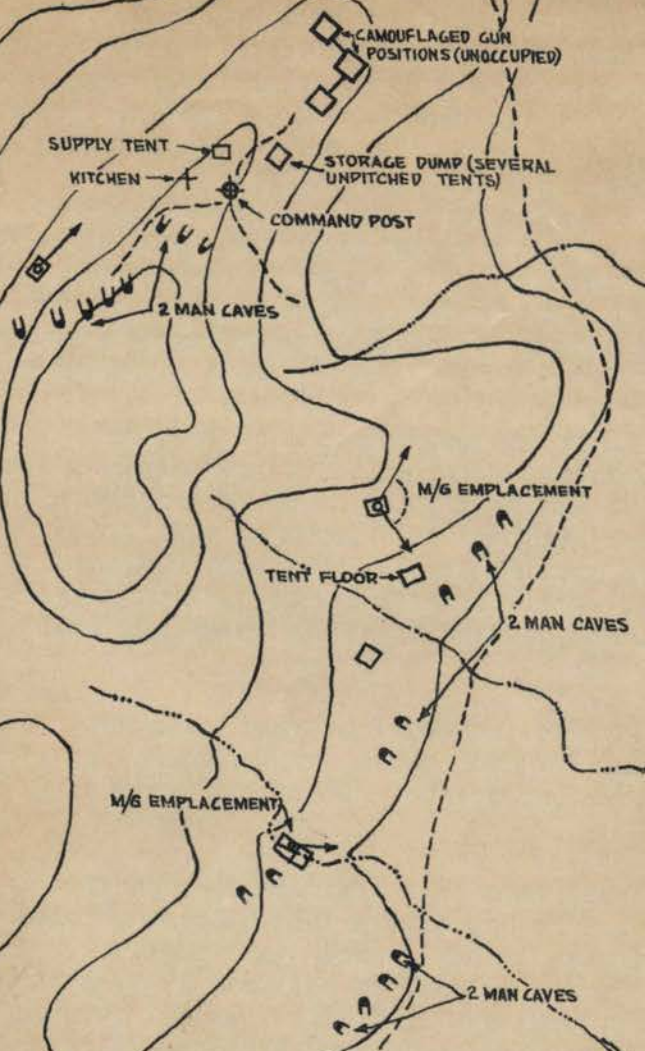 CAMOUFLAGED GUN
POSITIONS (UNOCCUPIED)
SUPPLY TENT
KITCHEN
STORAGE DUMP (SEVERAL
UNPITCHED TENTS)
COMMAND POST
2 MAN CAVES
M/G EMPLACEMENT
TENT FLOOR
2 MAN CAVES
M/G EMPLACEMENT
2 MAN CAVES